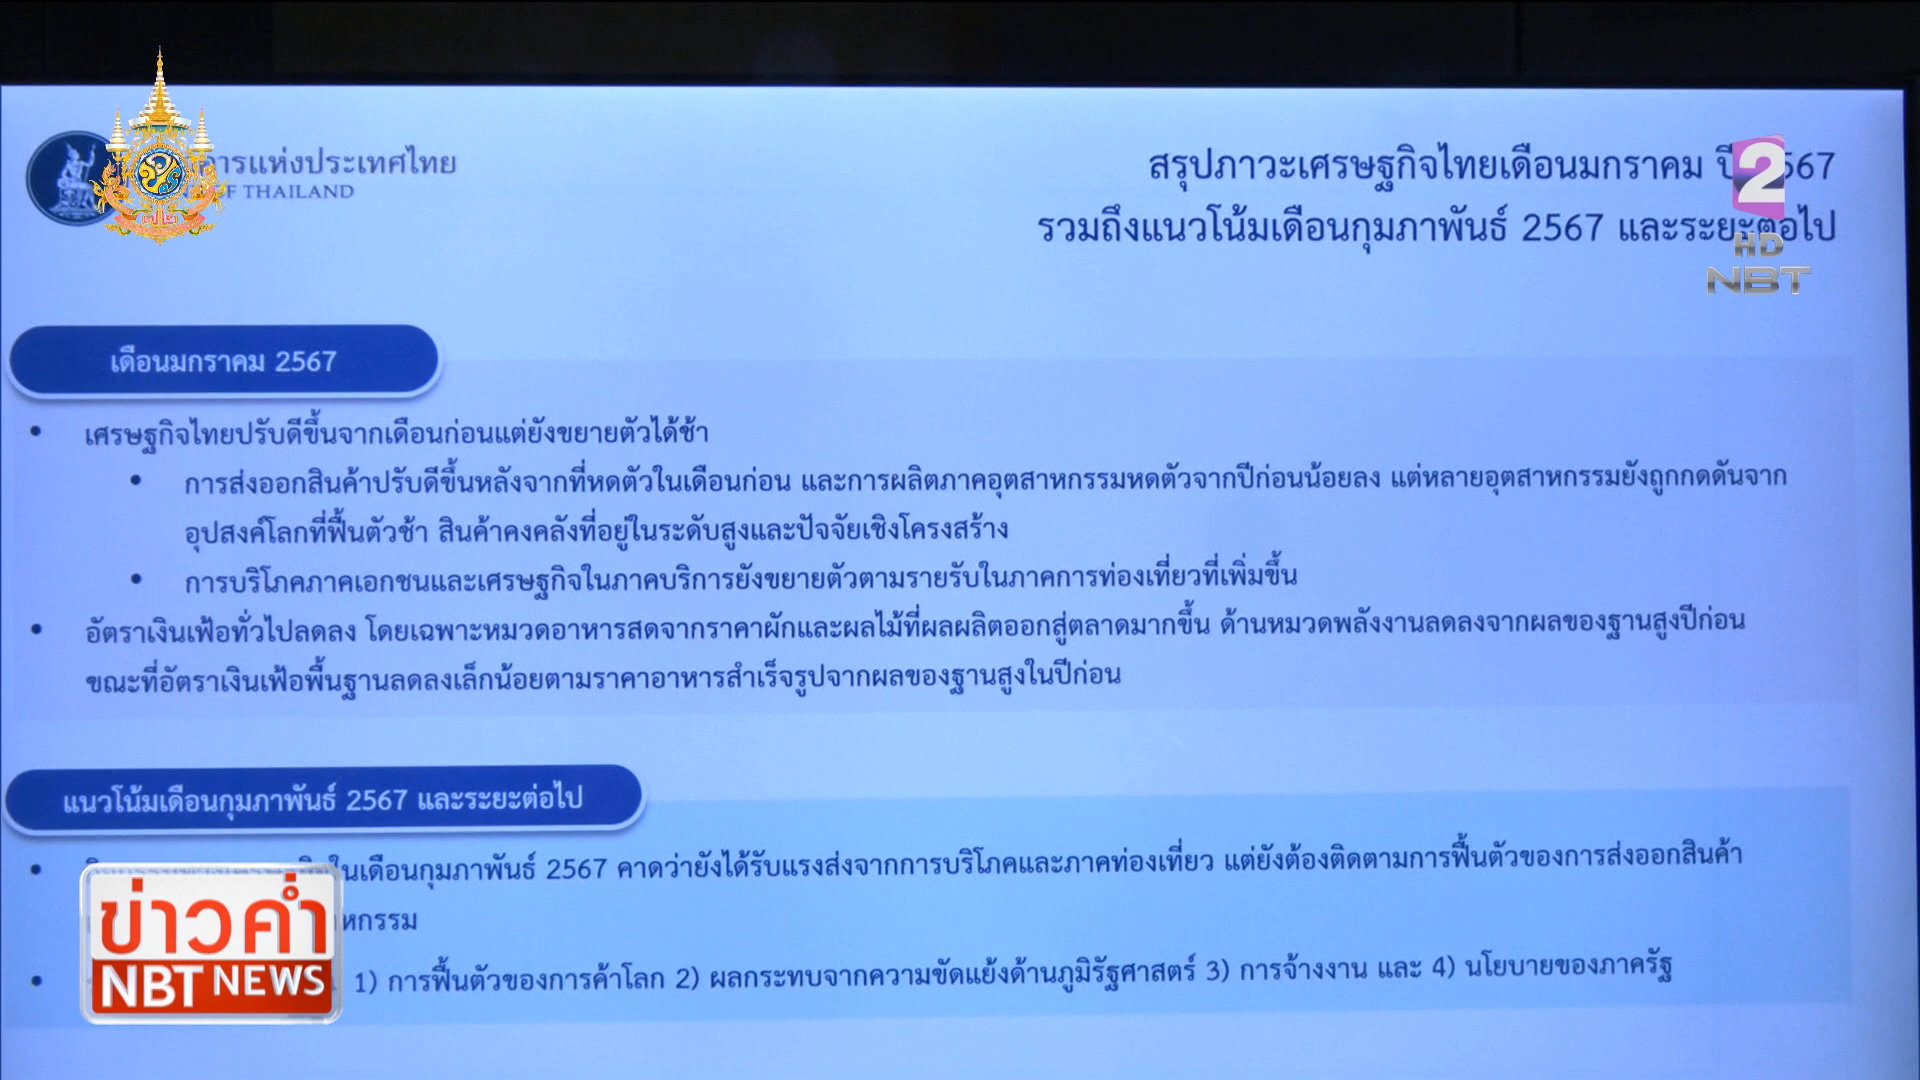 การแห่งประเทศไทย
OF THAILAND
สรุปภาวะเศรษฐกิจไทยเดือนมกราคม ปี 2567
รวมถึงแนวโน้มเดือนกุมภาพันธ์ 2567 และระยะต่อไป
2
HD
NBT
เดือนมกราคม 2567
• เศรษฐกิจไทยปรับดีขึ้นจากเดือนก่อนแต่ยังขยายตัวได้ช้า
• การส่งออกสินค้าปรับดีขึ้นหลังจากที่หดตัวในเดือนก่อน และการผลิตภาคอุตสาหกรรมหดตัวจากปีก่อนน้อยลง แต่หลายอุตสาหกรรมยังถูกกดดันจาก
อุปสงค์โลกที่ฟื้นตัวช้า สินค้าคงคลังที่อยู่ในระดับสูงและปัจจัยเชิงโครงสร้าง
• การบริโภคภาคเอกชนและเศรษฐกิจในภาคบริการยังขยายตัวตามรายรับในภาคการท่องเที่ยวที่เพิ่มขึ้น
• อัตราเงินเฟ้อทั่วไปลดลง โดยเฉพาะหมวดอาหารสดจากราคาผักและผลไม้ที่ผลผลิตออกสู่ตลาดมากขึ้น ด้านหมวดพลังงานลดลงจากผลของฐานสูงปีก่อน
ขณะที่อัตราเงินเฟ้อพื้นฐานลดลงเล็กน้อยตามราคาอาหารสำเร็จรูปจากผลของฐานสูงในปีก่อน
แนวโน้มเดือนกุมภาพันธ์ 2567 และระยะต่อไป
• ในเดือนกุมภาพันธ์ 2567 คาดว่ายังได้รับแรงส่งจากการบริโภคและภาคท่องเที่ยว แต่ยังต้องติดตามการฟื้นตัวของการส่งออกสินค้า
หกรรม
• 1) การฟื้นตัวของการค้าโลก 2) ผลกระทบจากความขัดแย้งด้านภูมิรัฐศาสตร์ 3) การจ้างงาน และ 4) นโยบายของภาครัฐ
ข่าวค่ำ
NBT NEWS